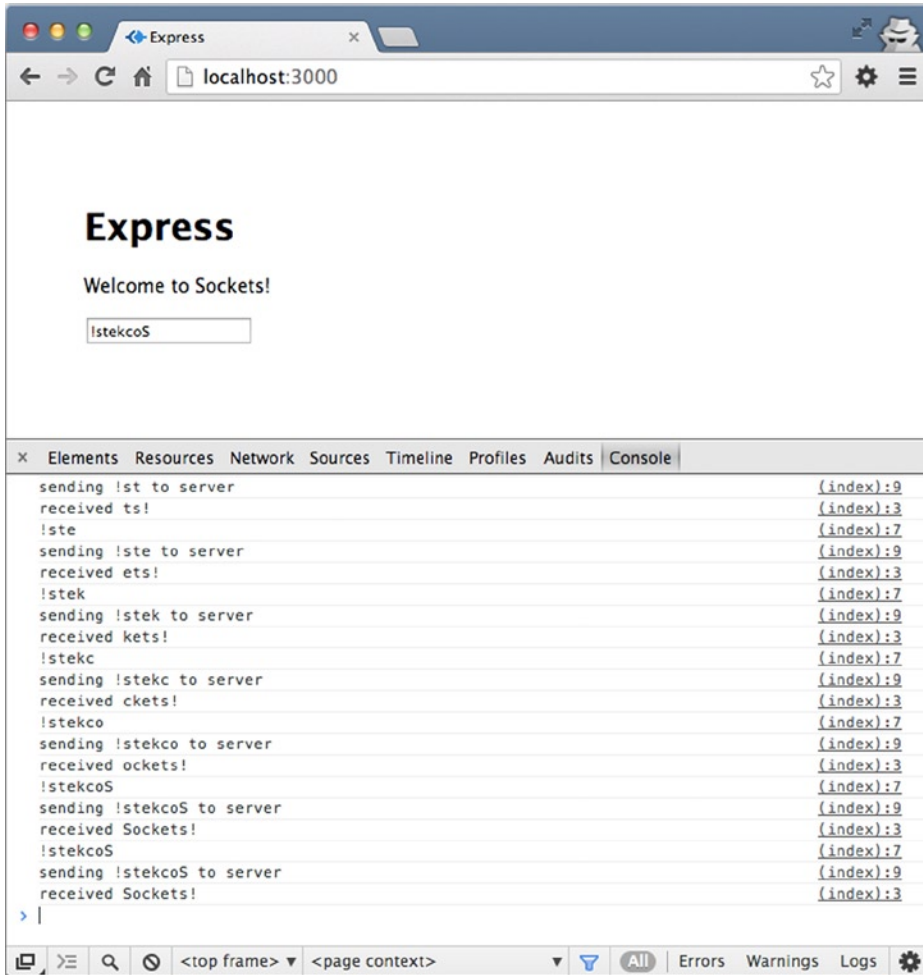 Express
localhost:3000
Express
Welcome to Sockets!
!stekcoS
Elements Resources Network Sources Timeline Profiles Audits Console
sending !st to server (index):9
received ts! (index):3
!ste (index):7
sending !ste to server (index):9
received ets! (index):3
!stek (index):7
sending !stek to server (index):9
received kets! (index):3
!stekc (index):7
sending !stekc to server (index):9
received ckets! (index):3
!stekco (index):7
sending !stekco to server (index):9
received ockets! (index):3
!stekcoS (index):7
sending !stekcoS to server (index):9
received Sockets! (index):3
!stekcoS (index):7
sending !stekcoS to server (index):9
received Sockets! (index):3
<top frame> <page context> All Errors Warnings Logs